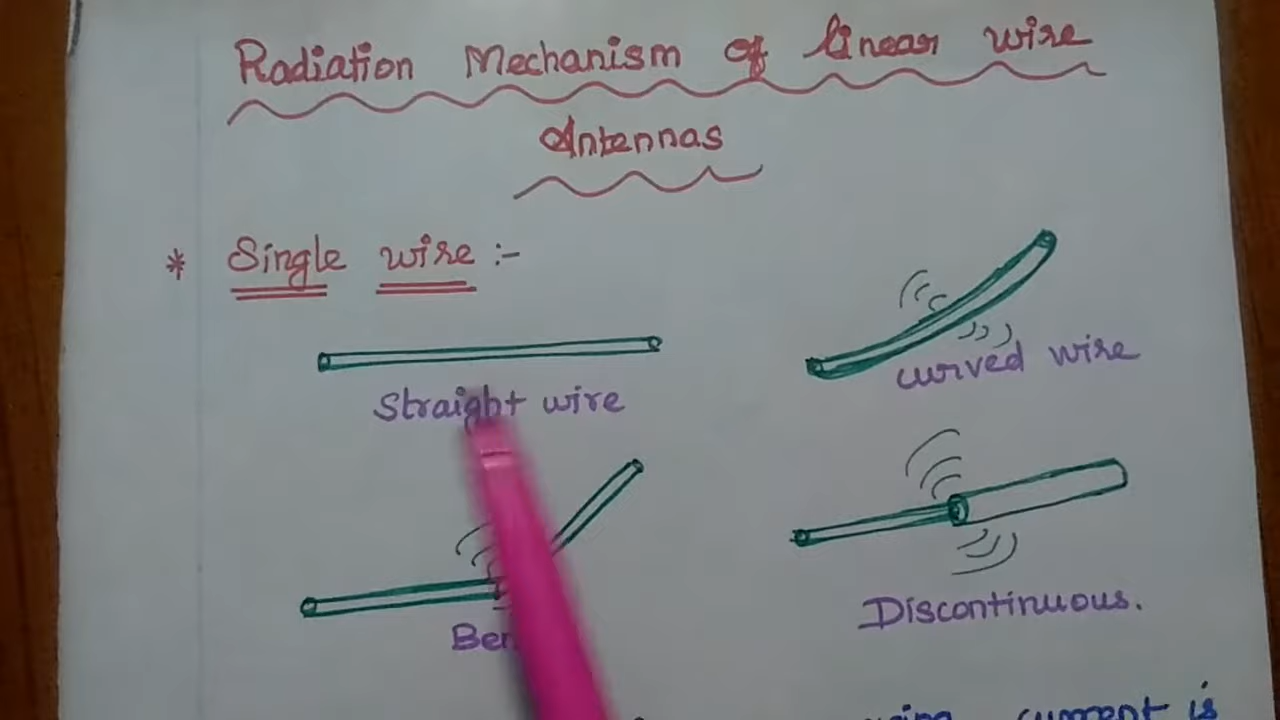 Radiation Mechanism of linear wire
Antennas
* Single wire :-
Straight wire
curved wire
Discontinuous.
current is